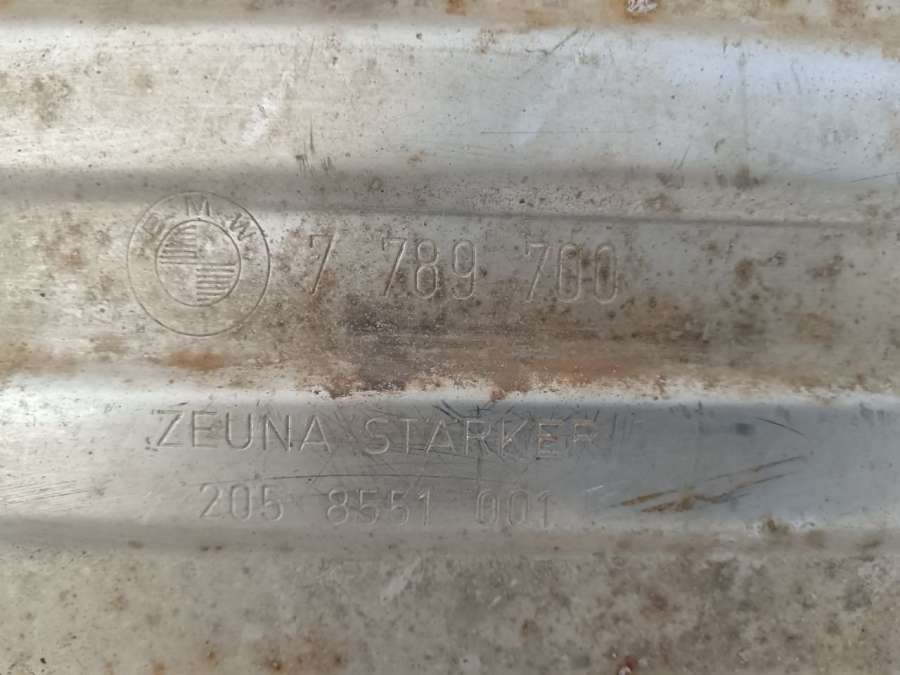 BMW
7 789 700
ZEUNA STARKER
205 8551 001